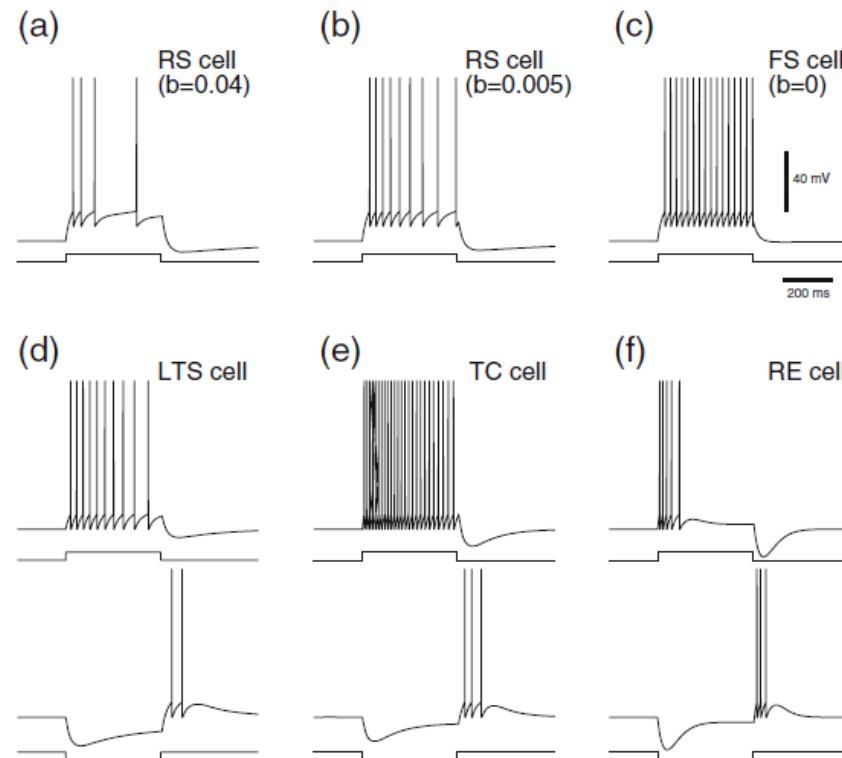 (a)
RS cell
(b=0.04)
(b)
RS cell
(b=0.005)
(c)
FS cell
(b=0)
40 mV
200 ms
(d)
LTS cell
(e)
TC cell
(f)
RE cell